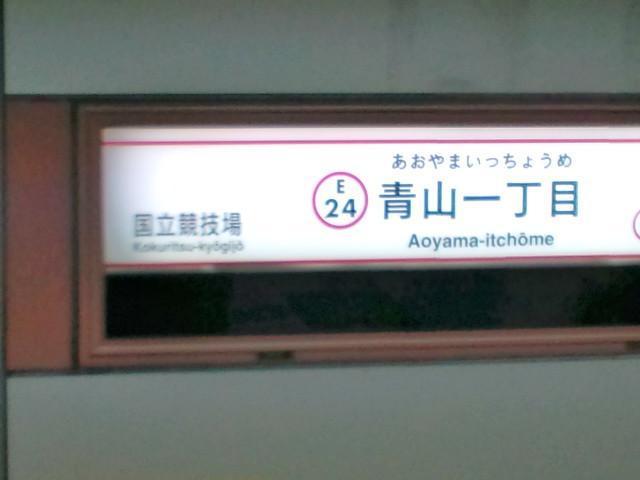 国立競技場
Kokuritsu-kyōgijō
E
24
あおやまいっちょうめ
青山一丁目
Aoyama-itchōme